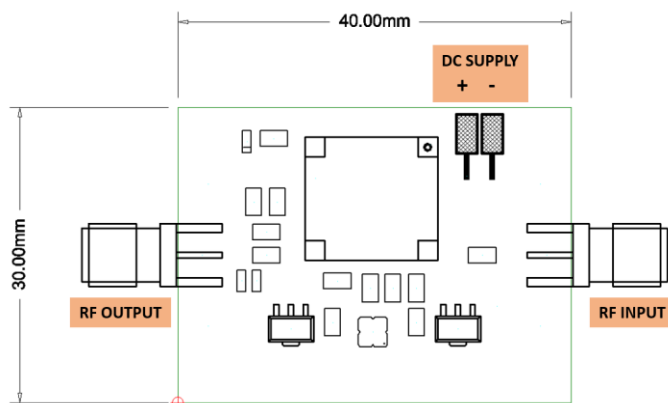 40.00mm
DC SUPPLY
+ -
30.00mm
RF OUTPUT
RF INPUT